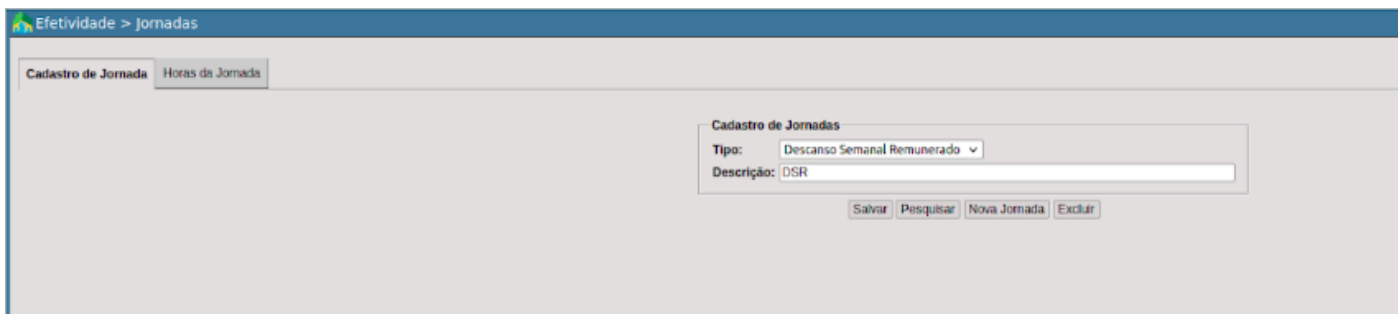 Efetividade > Jornadas
Cadastro de Jornada Horas da Jornada
Cadastro de Jornadas
Tipo: Descanso Semanal Remunerado
Descrição: DSR
Salvar Pesquisar Nova Jornada Excluir